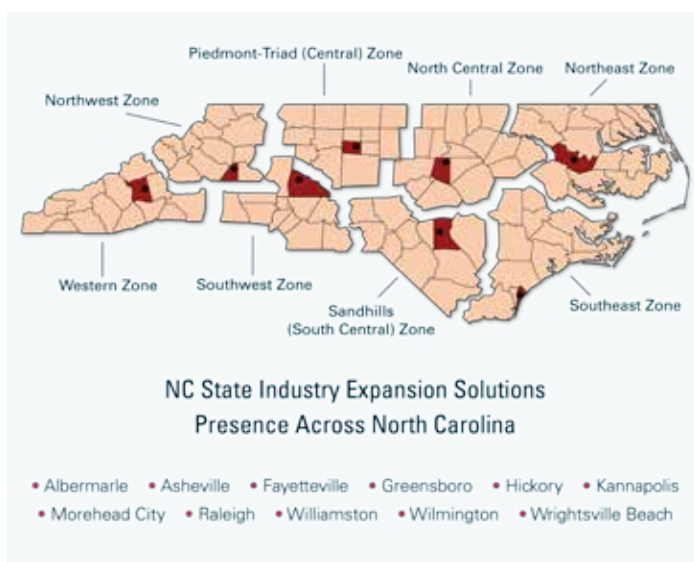 Piedmont-Triad (Central) Zone
North Central Zone
Northeast Zone
Northwest Zone
Western Zone
Southwest Zone
Sandhills
(South Central) Zone
Southeast Zone
NC State Industry Expansion Solutions
Presence Across North Carolina
• Albermarle • Asheville • Fayetteville • Greensboro • Hickory • Kannapolis
• Morehead City • Raleigh • Williamston • Wilmington • Wrightsville Beach